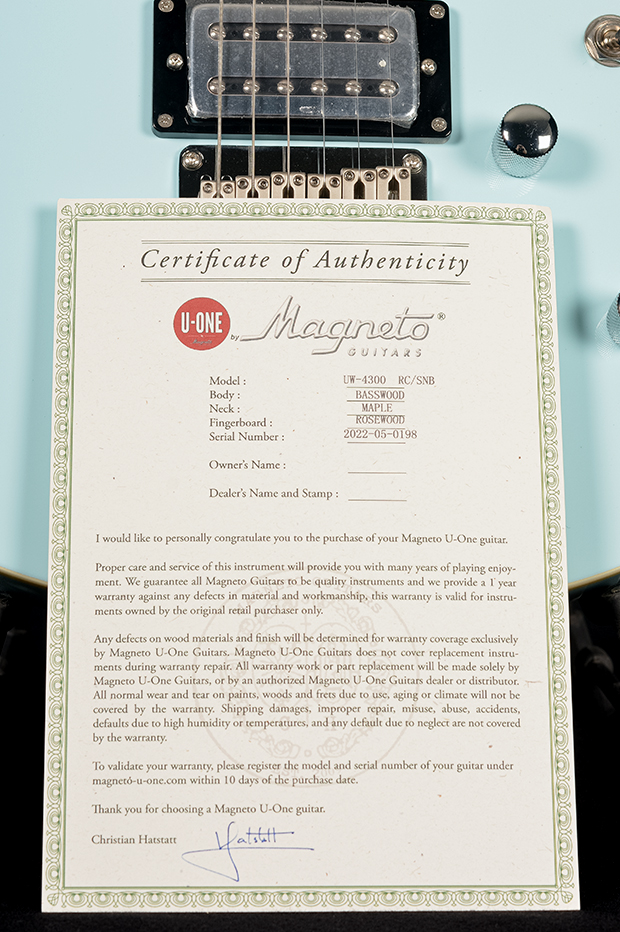 Certificate of Authenticity
U-ONE
by Magneto®
GUITARS
Model : UW-4300 RC/SNB
Body : BASSWOOD
Neck : MAPLE
Fingerboard : ROSEWOOD
Serial Number : 2022-05-0198
Owner's Name :
Dealer's Name and Stamp :
I would like to personally congratulate you to the purchase of your Magneto U-One guitar.
Proper care and service of this instrument will provide you with many years of playing enjoy-
ment. We guarantee all Magneto Guitars to be quality instruments and we provide a 1 year
warranty against any defects in material and workmanship, this warranty is valid for instru-
ments owned by the original retail purchaser only.
Any defects on wood materials and finish will be determined for warranty coverage exclusively
by Magneto U-One Guitars. Magneto U-One Guitars does not cover replacement instru-
ments during warranty repair. All warranty work or part replacement will be made solely by
Magneto U-One Guitars, or by an authorized Magneto U-One Guitars dealer or distributor.
All normal wear and tear on paints, woods and frets due to use, aging or climate will not be
covered by the warranty. Shipping damages, improper repair, misuse, abuse, accidents,
defaults due to high humidity or temperatures, and any default due to neglect are not covered
by the warranty.
To validate your warranty, please register the model and serial number of your guitar under
magneto-u-one.com within 10 days of the purchase date.
Thank you for choosing a Magneto U-One guitar.
Christian Hatstatt Hatstatt